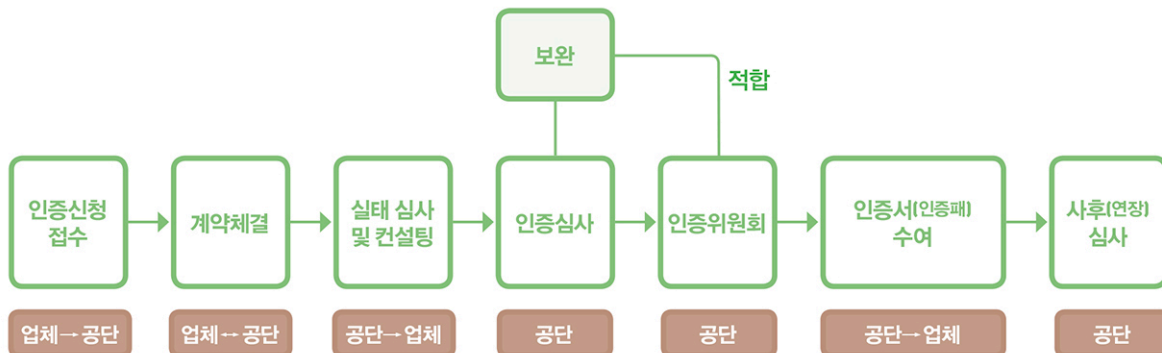 보완
적합
인증신청
접수
계약체결
실태 심사
및 컨설팅
인증심사
인증위원회
인증서(인증패)
수여
사후(연장)
심사
업체→공단
업체↔공단
공단→업체
공단
공단
공단→업체
공단